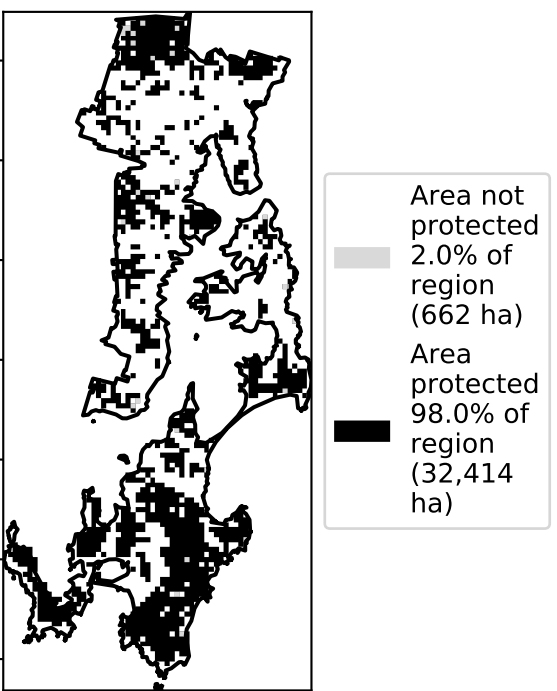 Area not
protected
2.0% of
region
(662 ha)
Area
protected
98.0% of
region
(32,414
ha)